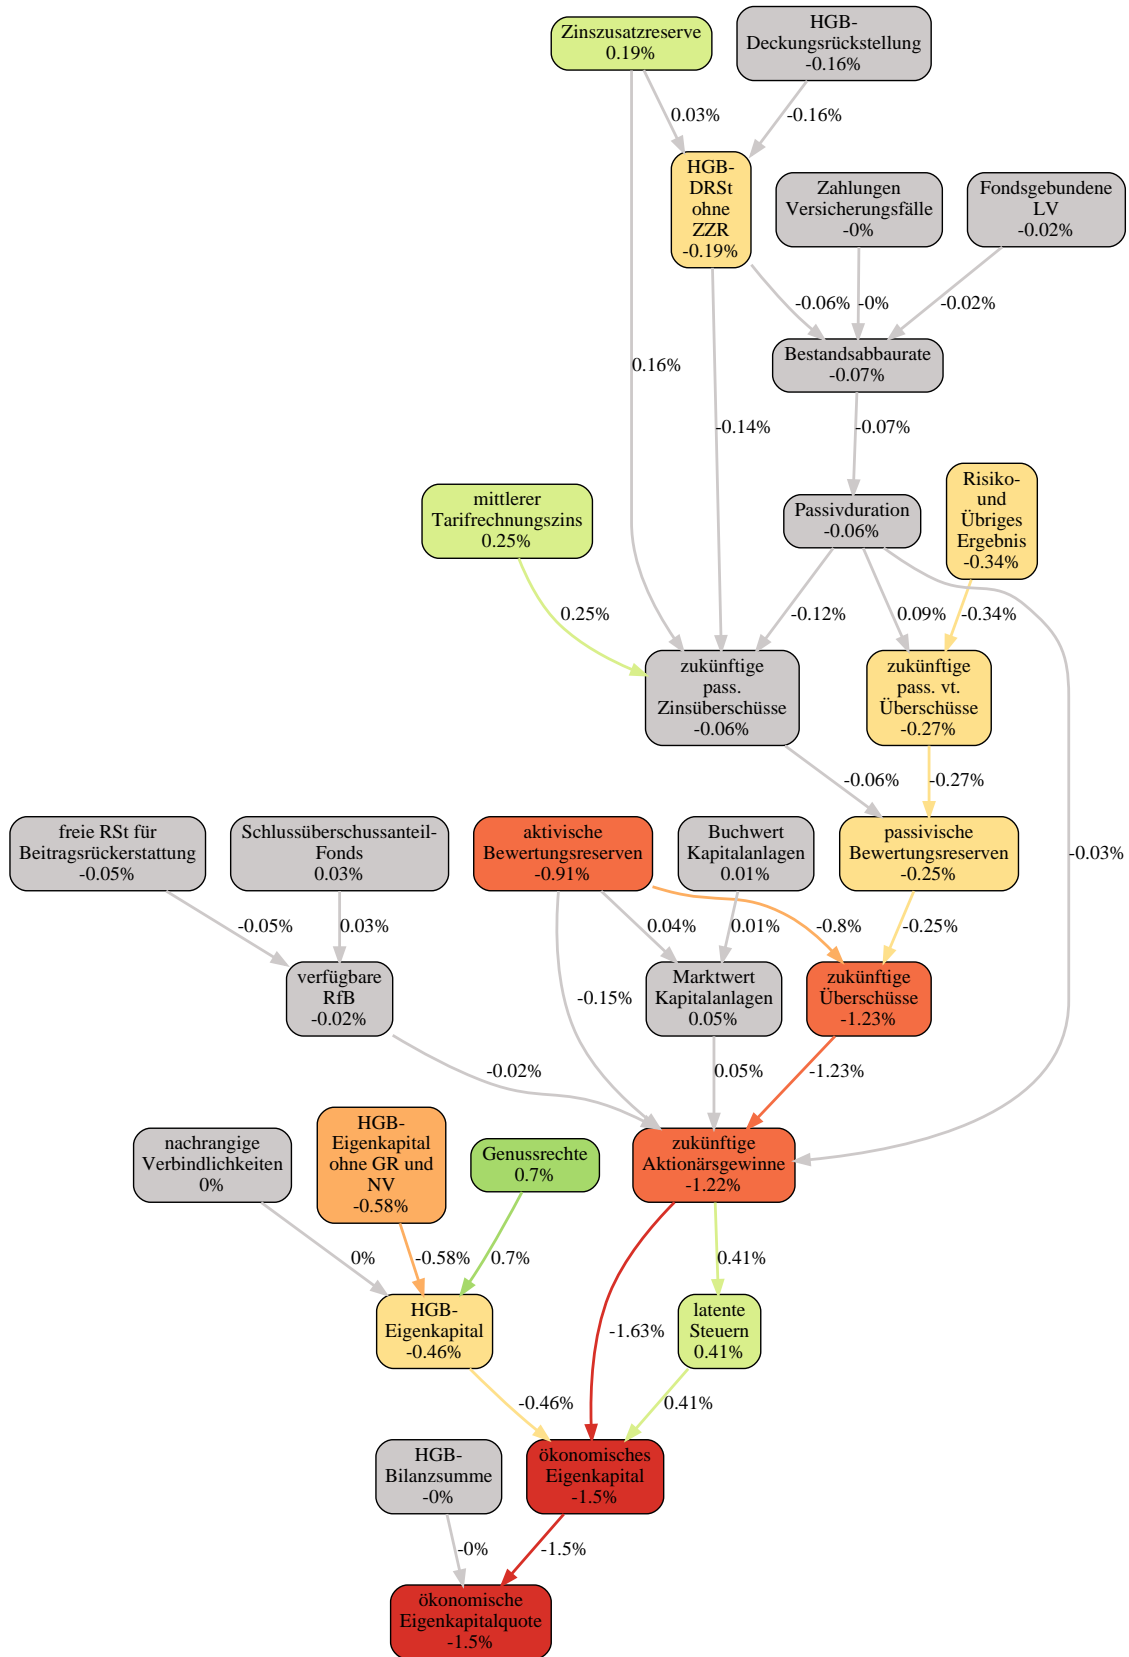 Zinszusatzreserve
0.19%
HGB-
Deckungsrückstellung
-0.16%
0.03%
-0.16%
HGB-
DRSt
ohne
ZZR
-0.19%
Zahlungen
Versicherungsfälle
-0%
Fondsgebundene
LV
-0.02%
-0.06%
-0%
-0.02%
Bestandsabbaurate
-0.07%
0.16%
-0.14%
-0.07%
mittlerer
Tarifrechnungszins
0.25%
Passivduration
-0.06%
Risiko-
und
Übriges
Ergebnis
-0.34%
0.25%
-0.12%
0.09%
-0.34%
zukünftige
pass.
Zinsüberschüsse
-0.06%
zukünftige
pass. vt.
Überschüsse
-0.27%
-0.06%
-0.27%
freie RSt für
Beitragsrückerstattung
-0.05%
Schlussüberschussanteil-
Fonds
0.03%
aktivische
Bewertungsreserven
-0.91%
Buchwert
Kapitalanlagen
0.01%
passivische
Bewertungsreserven
-0.25%
-0.03%
-0.05%
0.03%
0.04%
0.01%
-0.8%
-0.25%
verfügbare
RfB
-0.02%
-0.15%
Marktwert
Kapitalanlagen
0.05%
zukünftige
Überschüsse
-1.23%
-0.02%
0.05%
-1.23%
nachrangige
Verbindlichkeiten
0%
HGB-
Eigenkapital
ohne GR und
NV
-0.58%
Genussrechte
0.7%
zukünftige
Aktionärsgewinne
-1.22%
0%
-0.58%
0.7%
0.41%
HGB-
Eigenkapital
-0.46%
-1.63%
latente
Steuern
0.41%
-0.46%
0.41%
HGB-
Bilanzsumme
-0%
ökonomisches
Eigenkapital
-1.5%
-0%
-1.5%
ökonomische
Eigenkapitalquote
-1.5%